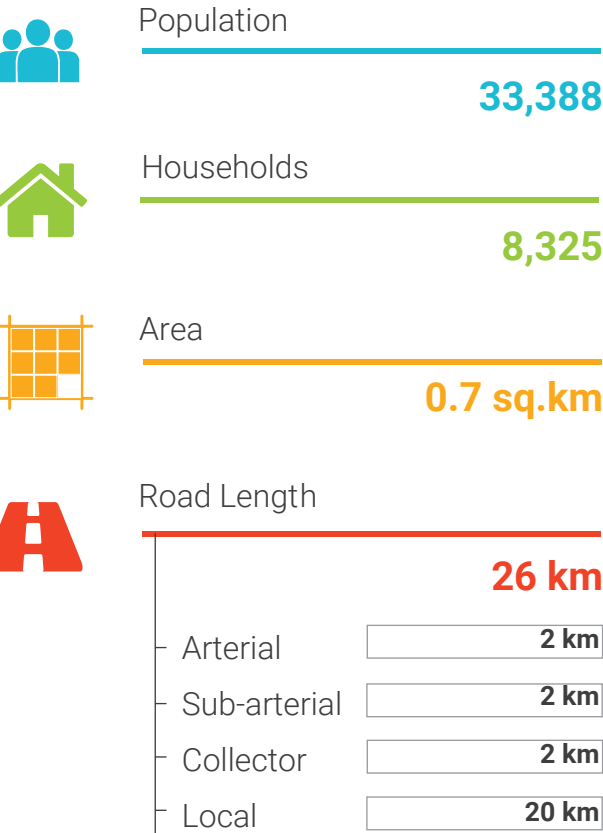 Population
33,388
Households
8,325
Area
0.7 sq.km
Road Length
26 km
Arterial 2 km
Sub-arterial 2 km
Collector 2 km
Local 20 km